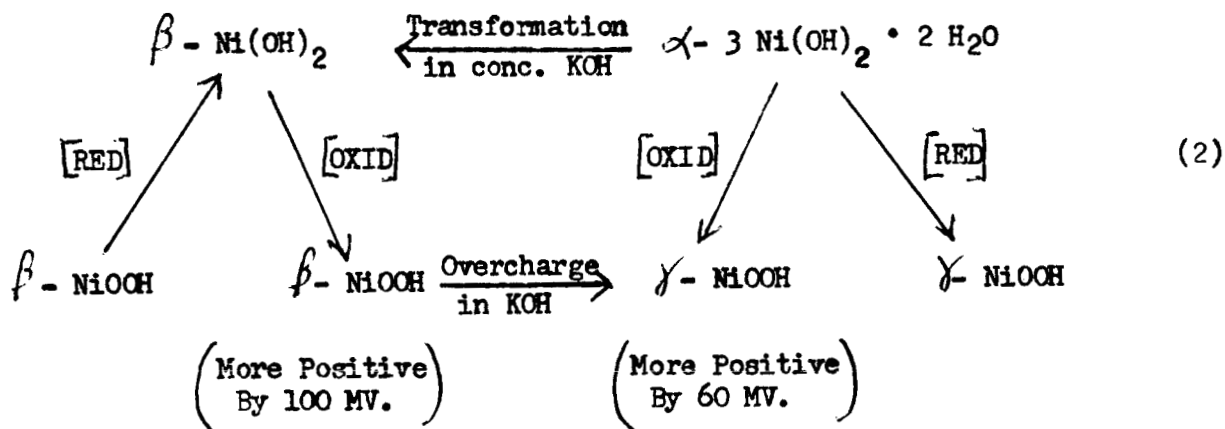 β - Ni(OH)₂ Transformation in conc. KOH α- 3 Ni(OH)₂ · 2 H₂O
[RED] [OXID] [OXID] [RED] (2)
β - NiOOH β - NiOOH Overcharge in KOH γ - NiOOH γ - NiOOH
(More Positive By 100 MV.) (More Positive By 60 MV.)